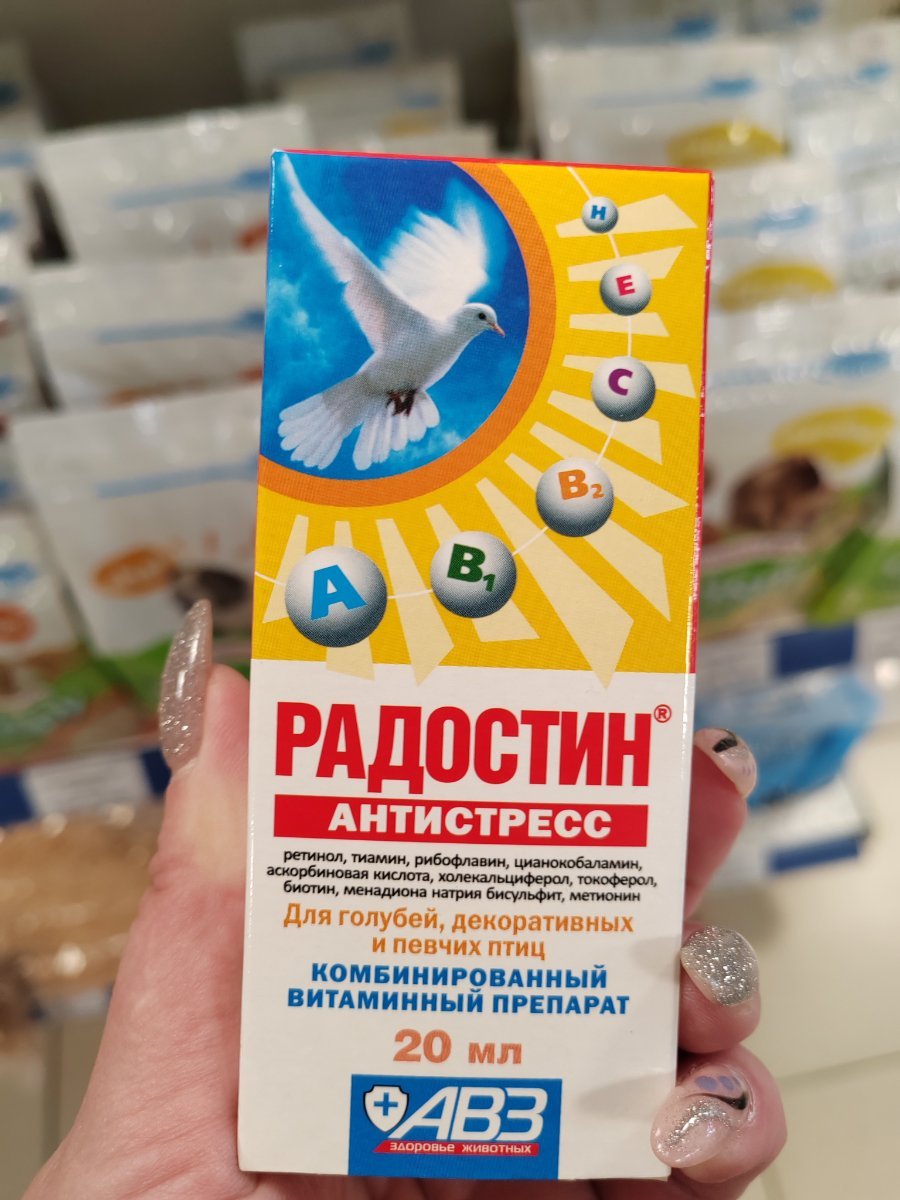 H
E
C
B2
B1
A
РАДОСТИН®
АНТИСТРЕСС
ретинол, тиамин, рибофлавин, цианокобаламин,
аскорбиновая кислота, холекальциферол, токоферол,
биотин, менадиона натрия бисульфит, метионин
Для голубей, декоративных
и певчих птиц
КОМБИНИРОВАННЫЙ
ВИТАМИННЫЙ ПРЕПАРАТ
20 мл
АВЗ
ЗДОРОВЬЕ ЖИВОТНЫХ